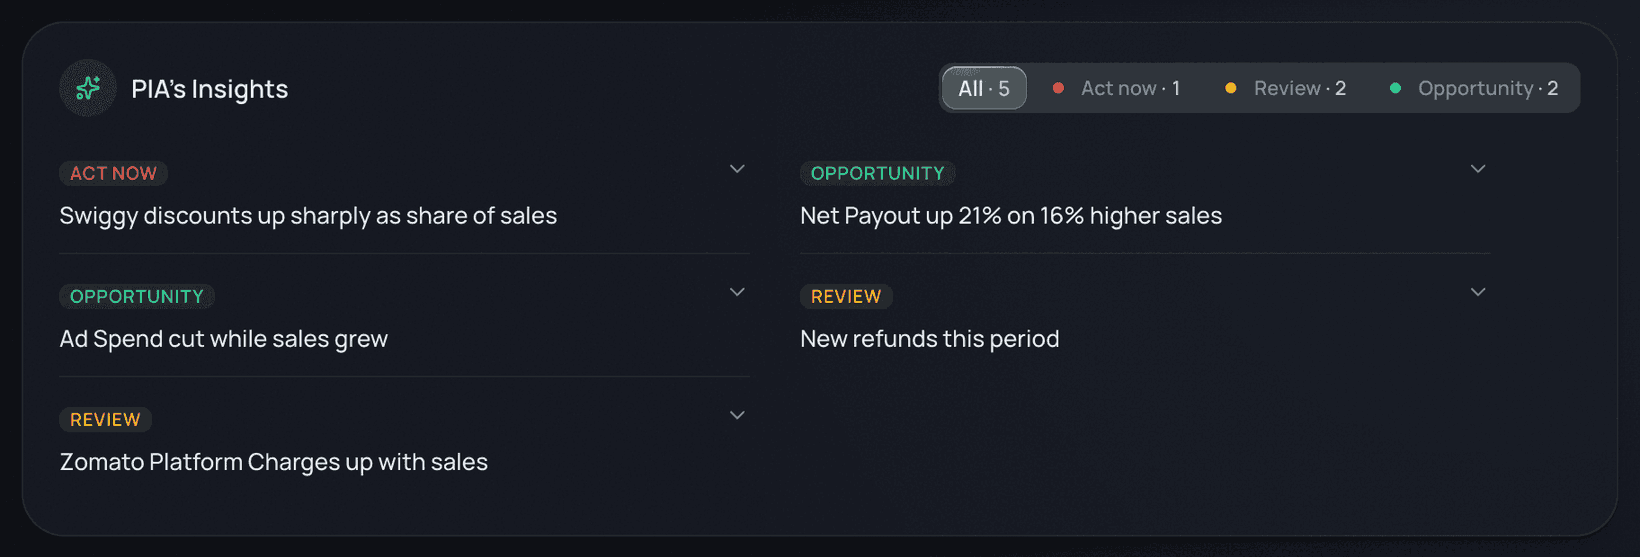 PIA's Insights
All · 5
Act now · 1
Review · 2
Opportunity · 2
ACT NOW
Swiggy discounts up sharply as share of sales
OPPORTUNITY
Net Payout up 21% on 16% higher sales
OPPORTUNITY
Ad Spend cut while sales grew
REVIEW
New refunds this period
REVIEW
Zomato Platform Charges up with sales